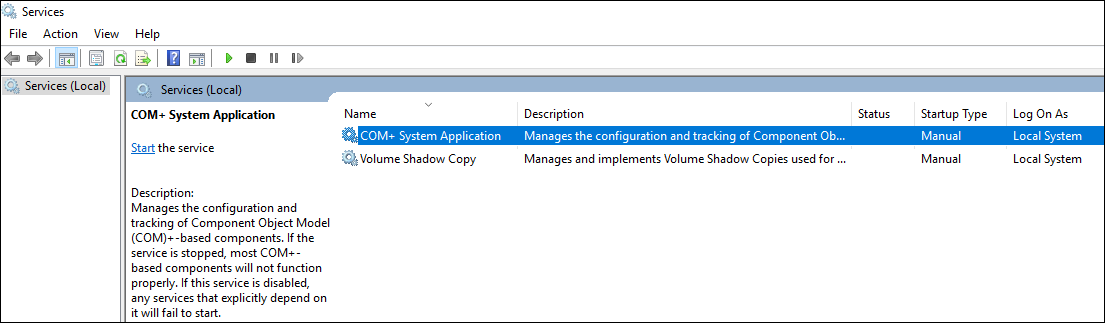 Services
File Action View Help
Services (Local)
Services (Local)
COM+ System Application
Start the service
Description:
Manages the configuration and
tracking of Component Object Model
(COM)+-based components. If the
service is stopped, most COM+-
based components will not function
properly. If this service is disabled,
any services that explicitly depend on
it will fail to start.
Name Description Status Startup Type Log On As
COM+ System Application Manages the configuration and tracking of Component Ob... Manual Local System
Volume Shadow Copy Manages and implements Volume Shadow Copies used for ... Manual Local System